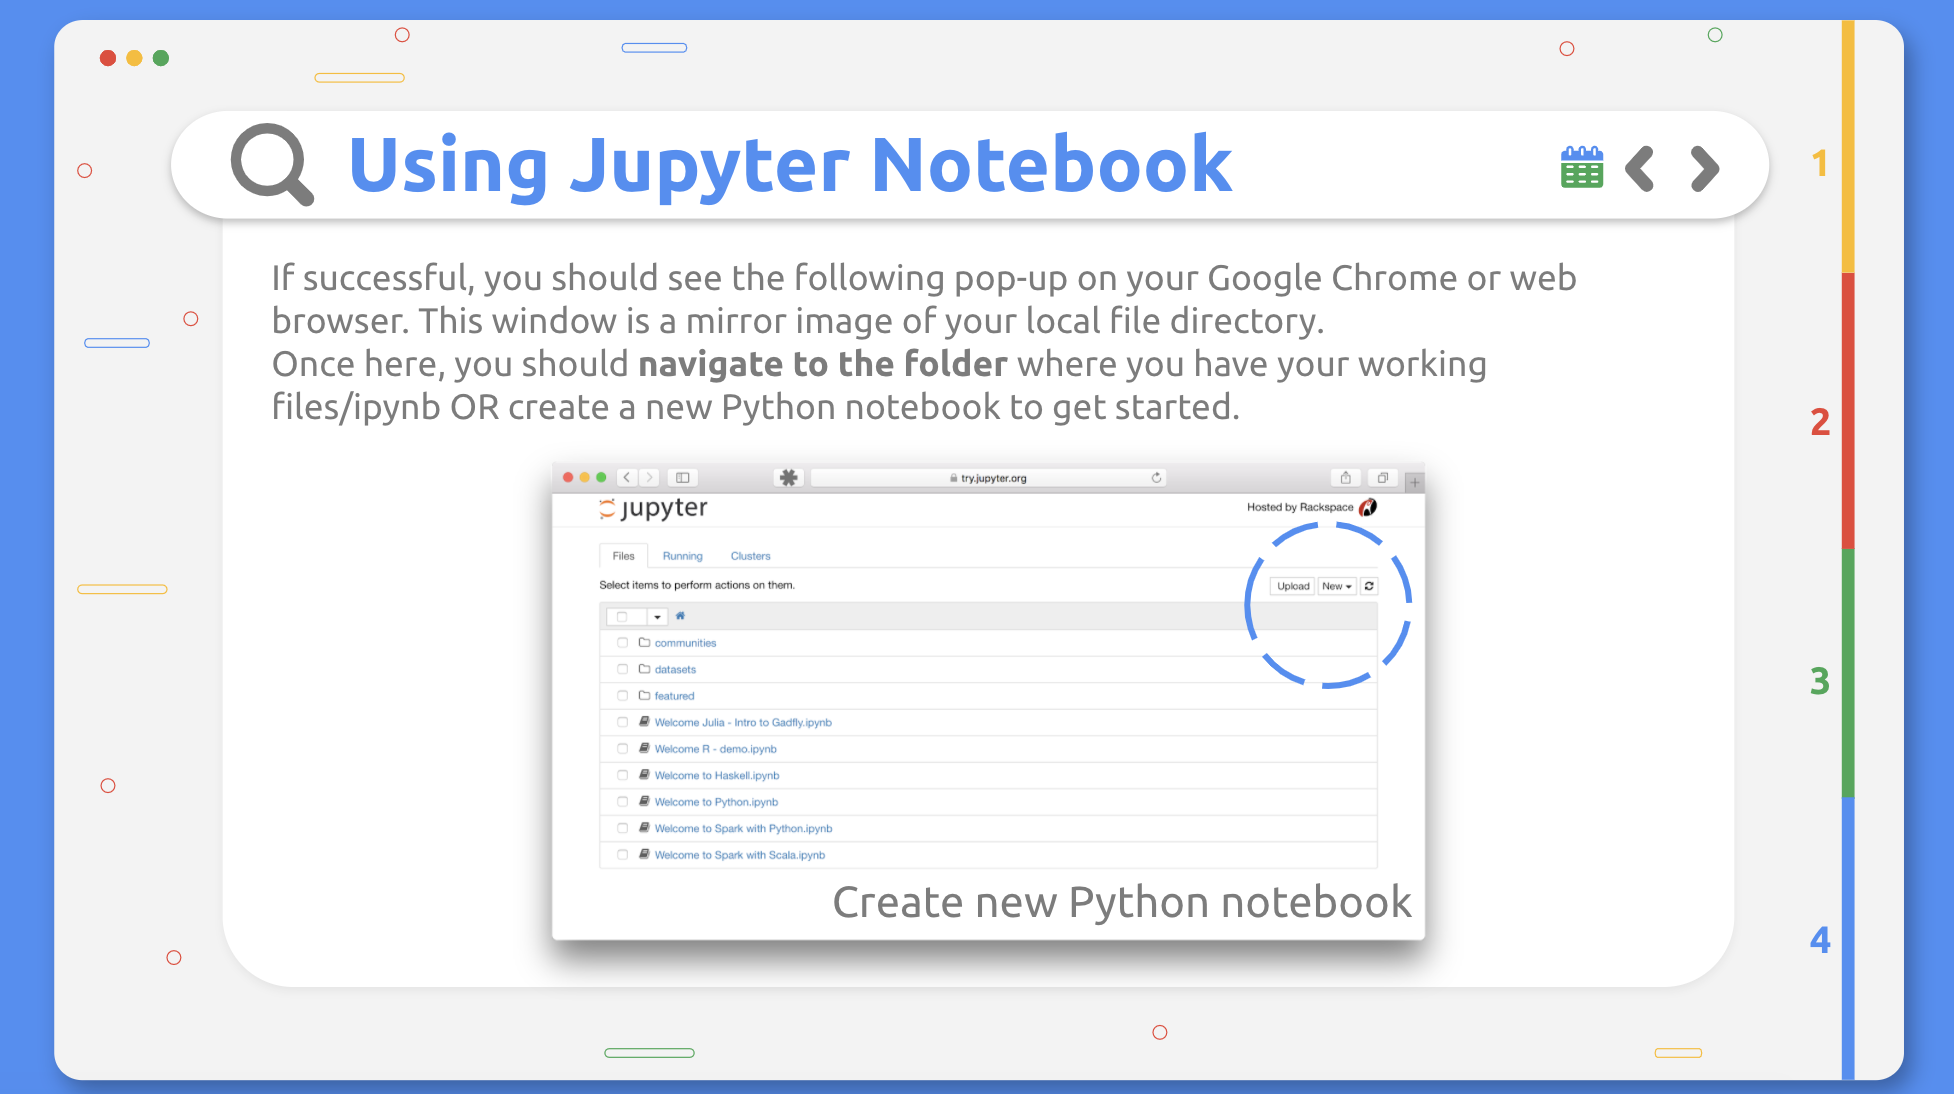 Using Jupyter Notebook
1
If successful, you should see the following pop-up on your Google Chrome or web
browser. This window is a mirror image of your local file directory.
Once here, you should navigate to the folder where you have your working
files/ipynb OR create a new Python notebook to get started.
2
try.jupyter.org
jupyter
Hosted by Rackspace
Files Running Clusters
Select items to perform actions on them.
Upload New
communities
datasets
featured
3
Welcome Julia - Intro to Gadfly.ipynb
Welcome R - demo.ipynb
Welcome to Haskell.ipynb
Welcome to Python.ipynb
Welcome to Spark with Python.ipynb
Welcome to Spark with Scala.ipynb
Create new Python notebook
4